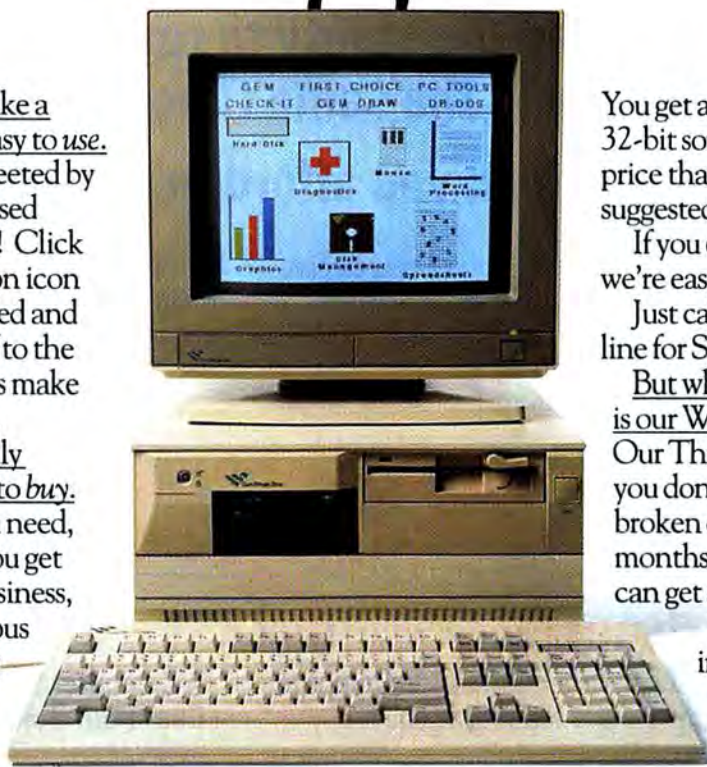 ke a
asy to use.
eeted by
sed
! Click
on icon
ed and
to the
s make
ly
to buy.
need,
ou get
siness,
ous
GEM FIRST CHOICE PC TOOLS
CHECK-IT GEM DRAW DR-DOS
Hard Disk
Mouse
Diagnostics
Word
Processing
Graphics
Disk
Management
Spreadsheets
You get a
32-bit so
price tha
suggested
If you
we're eas
Just ca
line for S
But wh
is our W
Our Th
you don
broken
months
can get
in